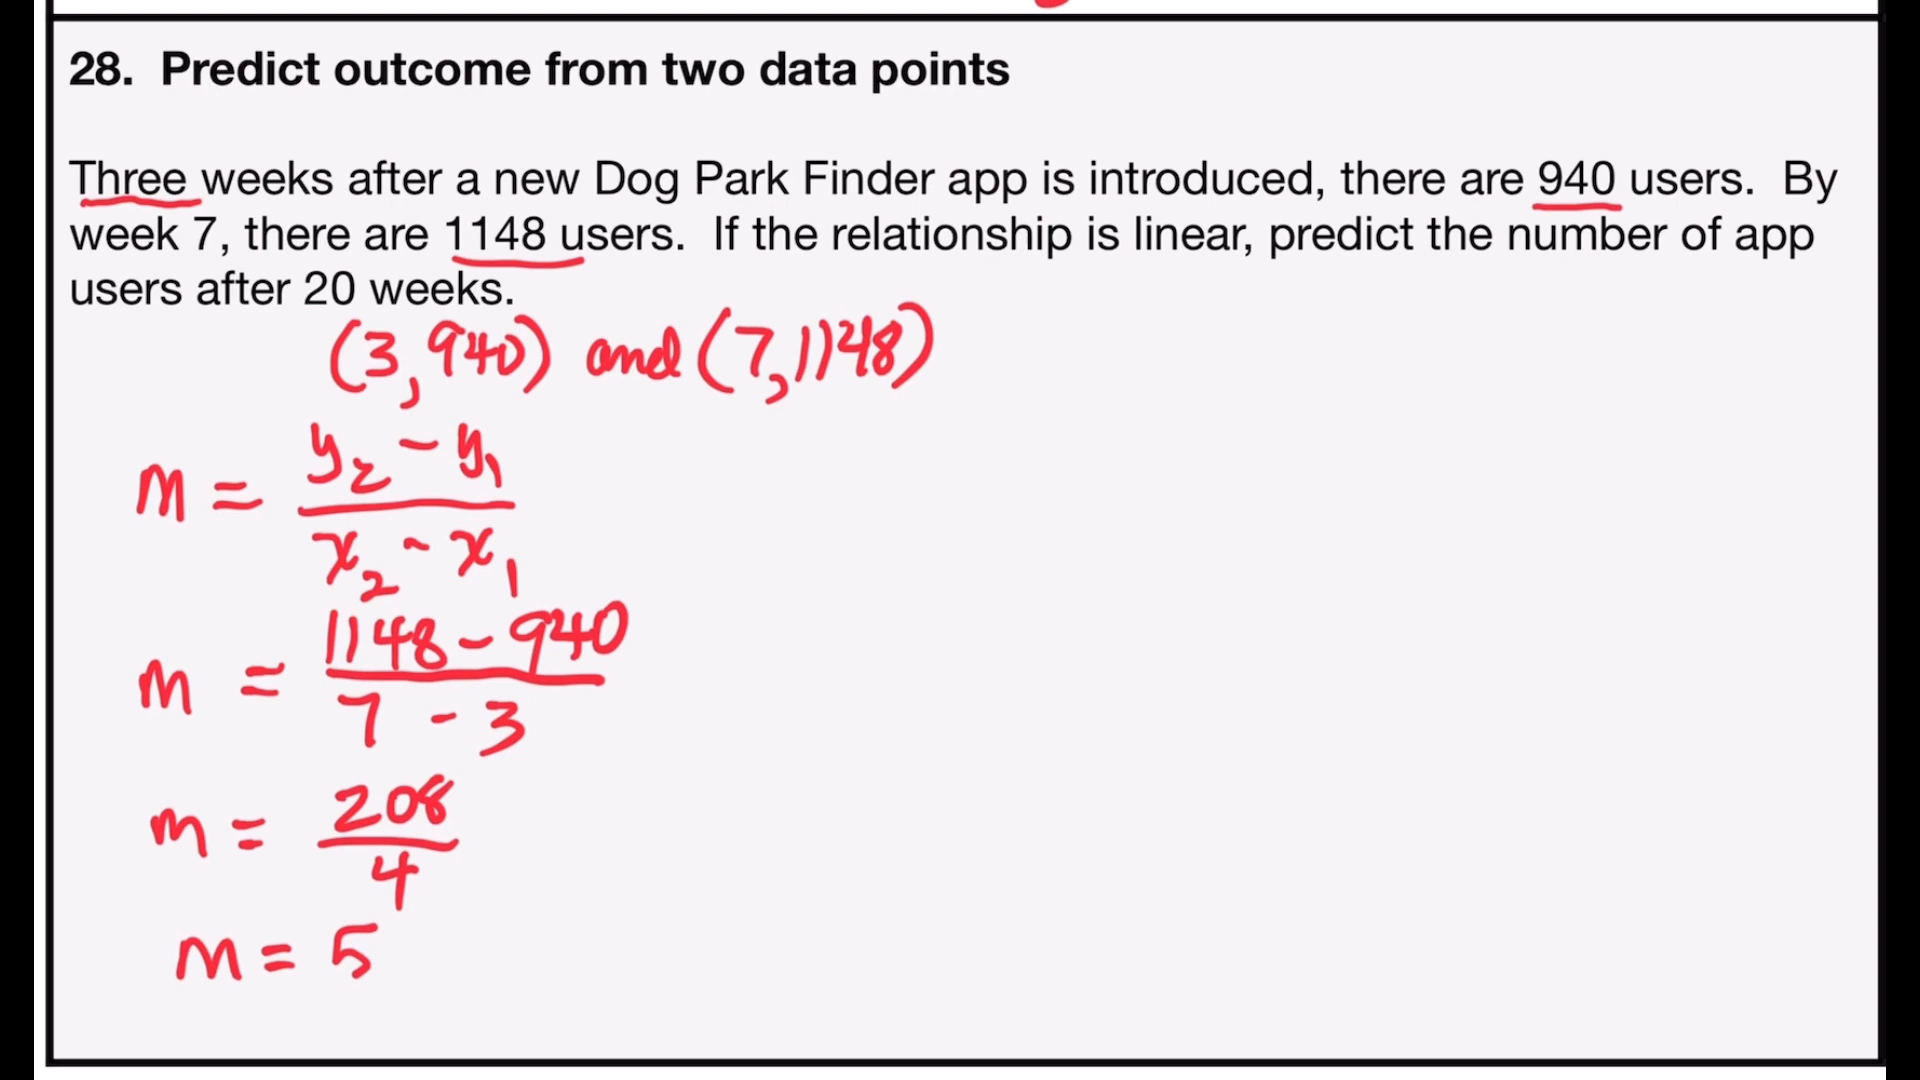 28. Predict outcome from two data points
Three weeks after a new Dog Park Finder app is introduced, there are 940 users. By
week 7, there are 1148 users. If the relationship is linear, predict the number of app
users after 20 weeks.
(3,940) and (7,1148)
m = y₂ - y₁
x₂ - x₁
m = 1148 - 940
7 - 3
m = 208
4
m = 5